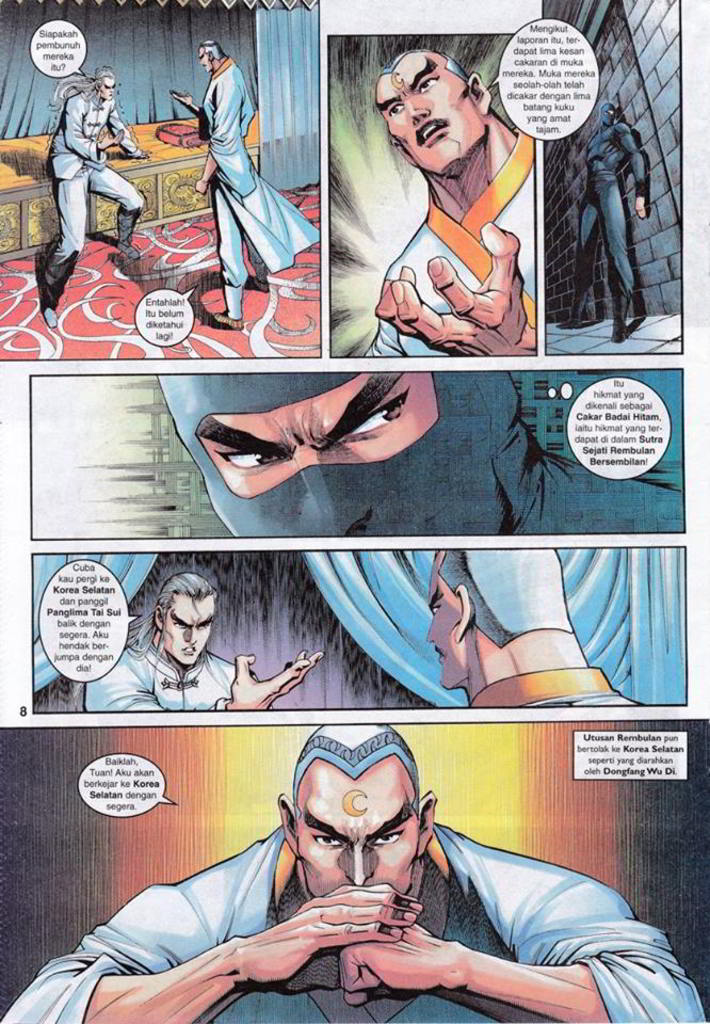 Siapakah
pembunuh
mereka
itu?
Entahlah!
Itu belum
diketahui
lagi!
Mengikut
laporan itu, ter-
dapat lima kesan
cakaran di muka
mereka. Muka mereka
seolah-olah telah
dicakar dengan lima
batang kuku
yang amat
tajam.
Itu
hikmat yang
dikenali sebagai
Cakar Badai Hitam,
iaitu hikmat yang ter-
dapat di dalam Sutra
Sejati Rembulan
Bersembilan!
Cuba
kau pergi ke
Korea Selatan
dan panggil
Panglima Tai Sui
balik dengan
segera. Aku
hendak ber-
jumpa dengan
dia!
8
Baiklah,
Tuan! Aku akan
berkejar ke Korea
Selatan dengan
segera.
Utusan Rembulan pun
bertolak ke Korea Selatan
seperti yang diarahkan
oleh Dongfang Wu Di.